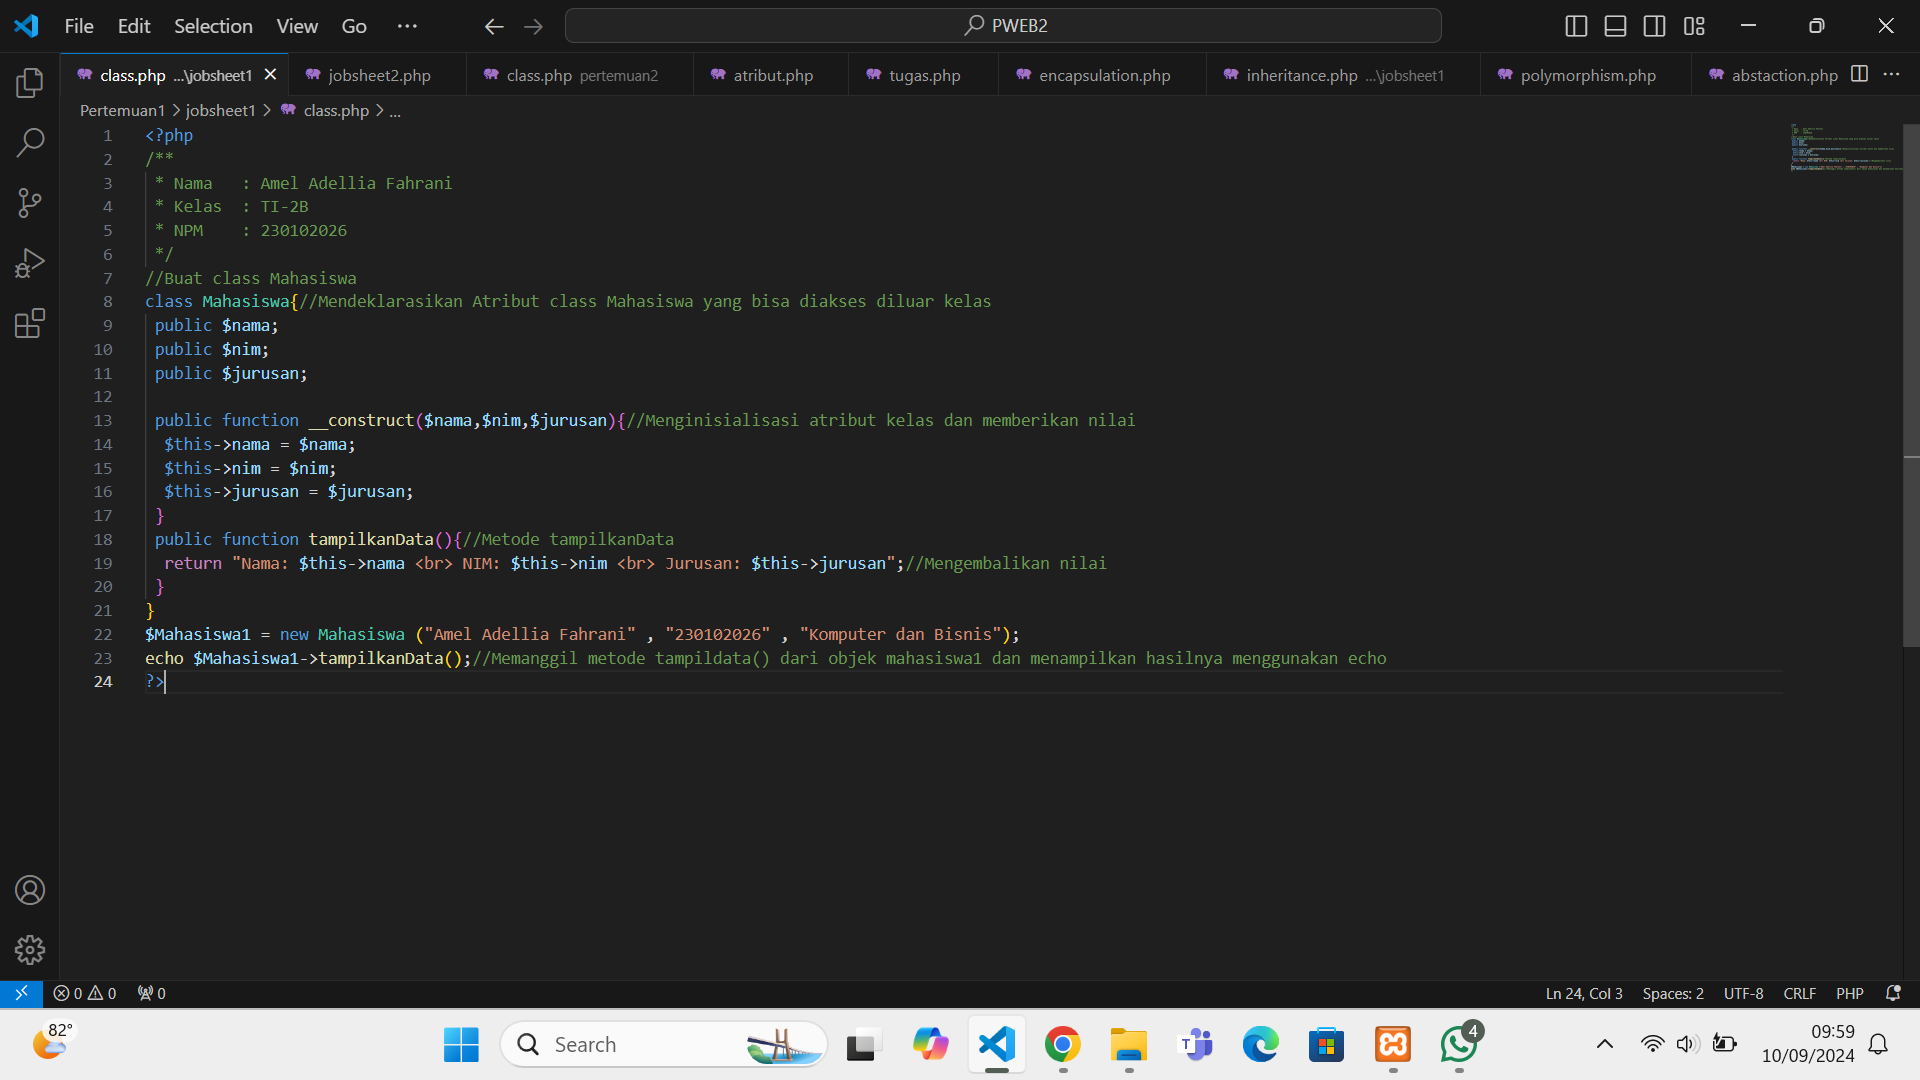 File Edit Selection View Go ··· PWEB2
class.php ...\jobsheet1 jobsheet2.php class.php pertemuan2 atribut.php tugas.php encapsulation.php inheritance.php ...\jobsheet1 polymorphism.php abstaction.php
Pertemuan1 > jobsheet1 > class.php > ...
1 <?php
2 /**
3  * Nama   : Amel Adellia Fahrani
4  * Kelas  : TI-2B
5  * NPM    : 230102026
6  */
7 //Buat class Mahasiswa
8 class Mahasiswa{//Mendeklarasikan Atribut class Mahasiswa yang bisa diakses diluar kelas
9  public $nama;
10  public $nim;
11  public $jurusan;
12
13  public function __construct($nama,$nim,$jurusan){//Menginisialisasi atribut kelas dan memberikan nilai
14   $this->nama = $nama;
15   $this->nim = $nim;
16   $this->jurusan = $jurusan;
17  }
18  public function tampilkanData(){//Metode tampilkanData
19   return "Nama: $this->nama <br> NIM: $this->nim <br> Jurusan: $this->jurusan";//Mengembalikan nilai
20  }
21 }
22 $Mahasiswa1 = new Mahasiswa ("Amel Adellia Fahrani" , "230102026" , "Komputer dan Bisnis");
23 echo $Mahasiswa1->tampilkanData();//Memanggil metode tampildata() dari objek mahasiswa1 dan menampilkan hasilnya menggunakan echo
24 ?>
0 0 0 Ln 24, Col 3 Spaces: 2 UTF-8 CRLF PHP
82° Search 4 09:59
10/09/2024